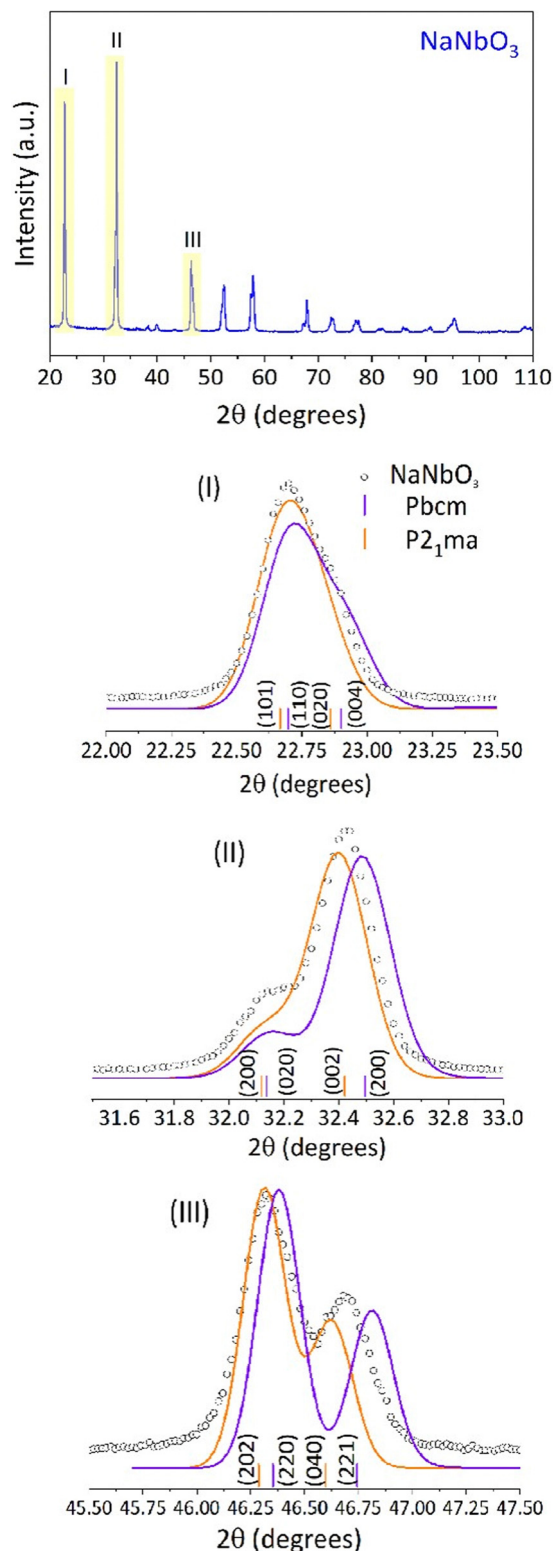 NaNbO₃
I
II
III
Intensity (a.u.)
20 30 40 50 60 70 80 90 100 110
2θ (degrees)
(I)
NaNbO₃
Pbcm
P2₁ma
(101) (110) (020) (004)
22.00 22.25 22.50 22.75 23.00 23.25 23.50
2θ (degrees)
(II)
(200) (020) (002) (200)
31.6 31.8 32.0 32.2 32.4 32.6 32.8 33.0
2θ (degrees)
(III)
(202) (220) (040) (221)
45.50 45.75 46.00 46.25 46.50 46.75 47.00 47.25 47.50
2θ (degrees)